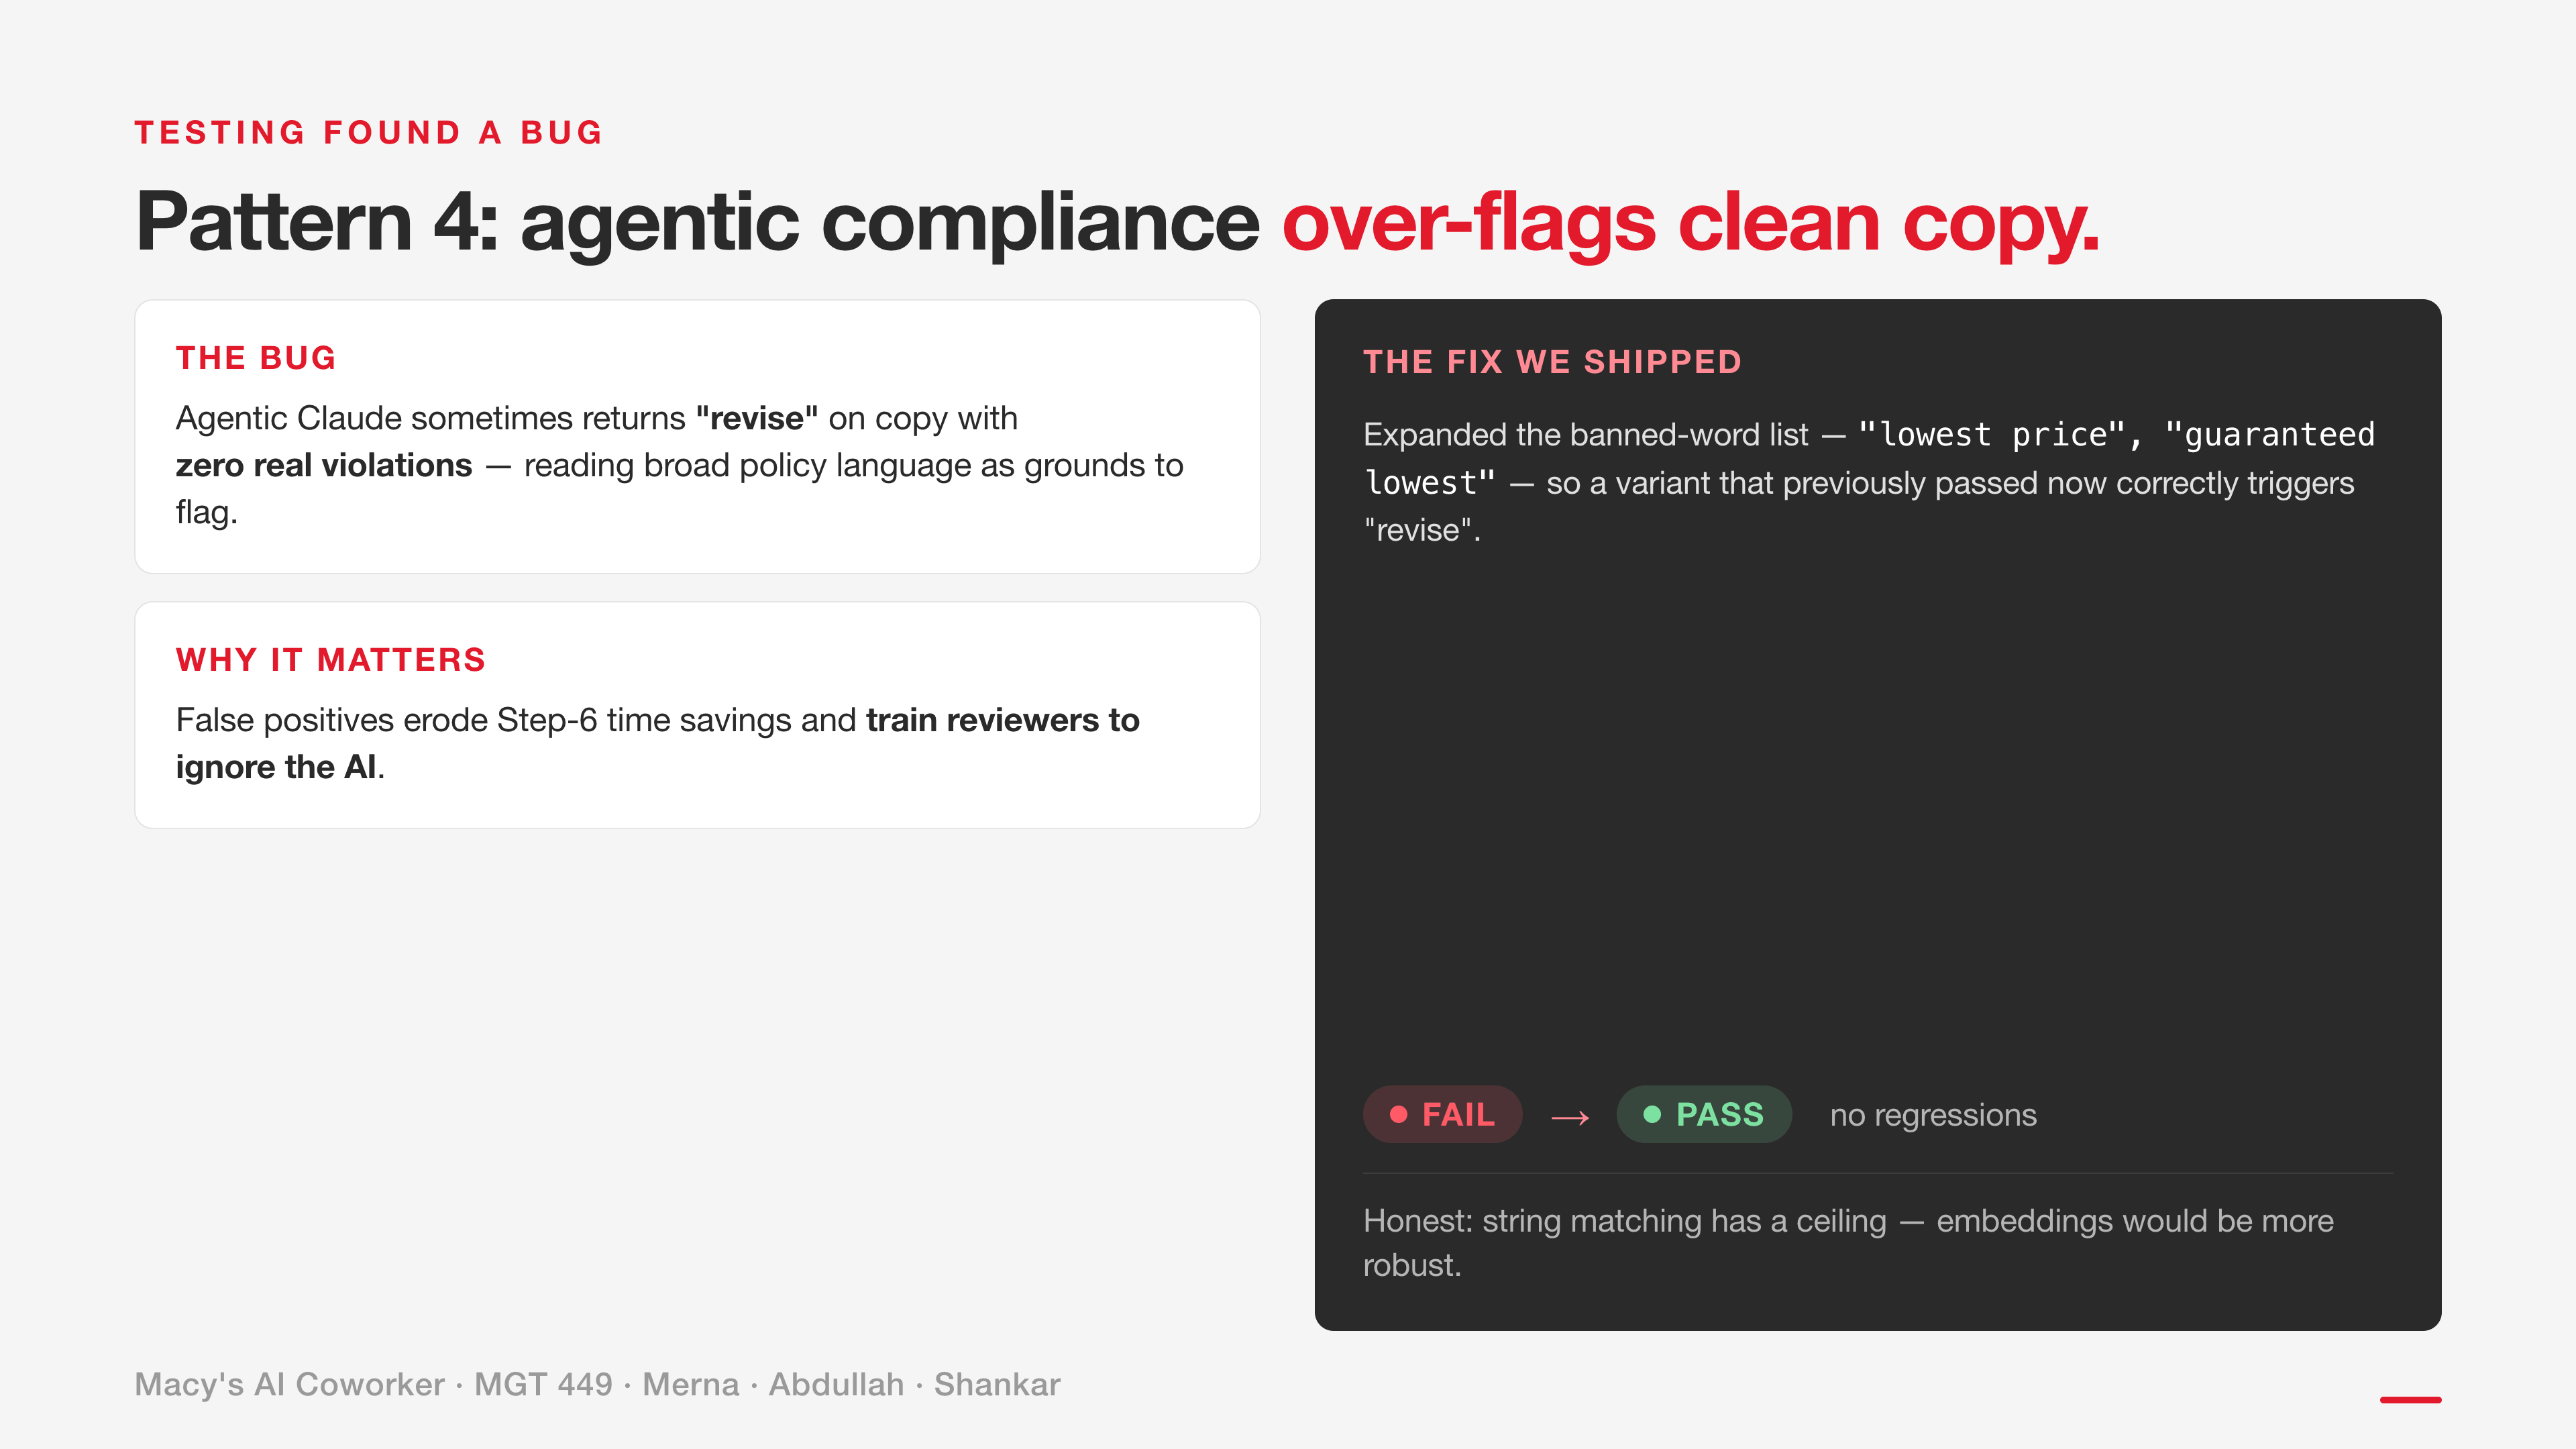 TESTING FOUND A BUG
Pattern 4: agentic compliance over-flags clean copy.
THE BUG
Agentic Claude sometimes returns "revise" on copy with
zero real violations — reading broad policy language as grounds to
flag.
WHY IT MATTERS
False positives erode Step-6 time savings and train reviewers to
ignore the AI.
THE FIX WE SHIPPED
Expanded the banned-word list — "lowest price", "guaranteed
lowest" — so a variant that previously passed now correctly triggers
"revise".
FAIL → PASS no regressions
Honest: string matching has a ceiling — embeddings would be more
robust.
Macy's AI Coworker · MGT 449 · Merna · Abdullah · Shankar